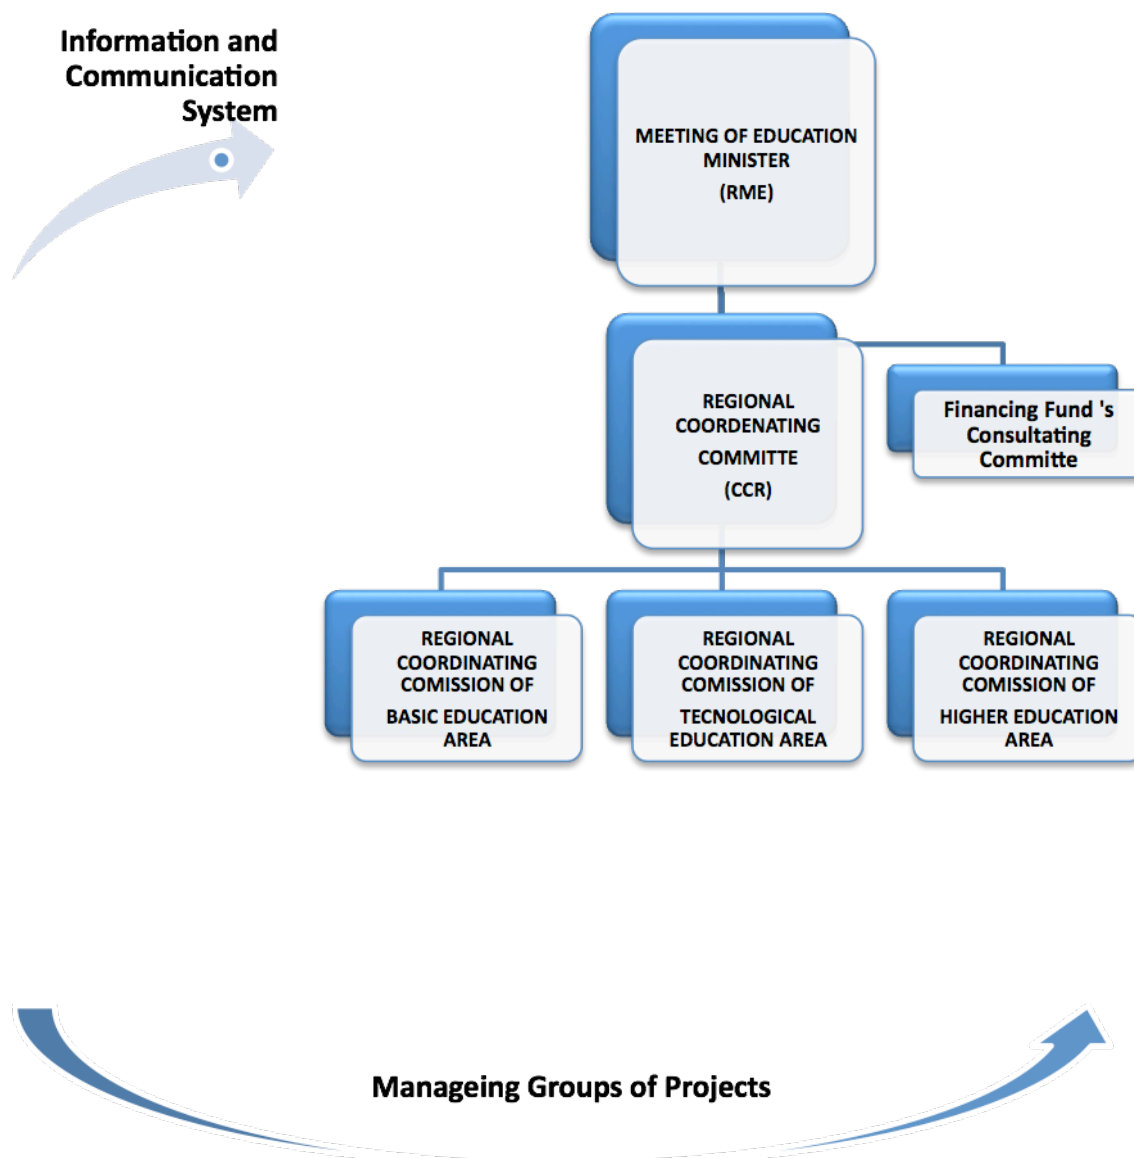 Information and
Communication
System
MEETING OF EDUCATION
MINISTER
(RME)
REGIONAL
COORDENATING
COMMITTE
(CCR)
Financing Fund 's
Consultating
Committe
REGIONAL
COORDINATING
COMISSION OF
BASIC EDUCATION
AREA
REGIONAL
COORDINATING
COMISSION OF
TECNOLOGICAL
EDUCATION AREA
REGIONAL
COORDINATING
COMISSION OF
HIGHER EDUCATION
AREA
Manageing Groups of Projects